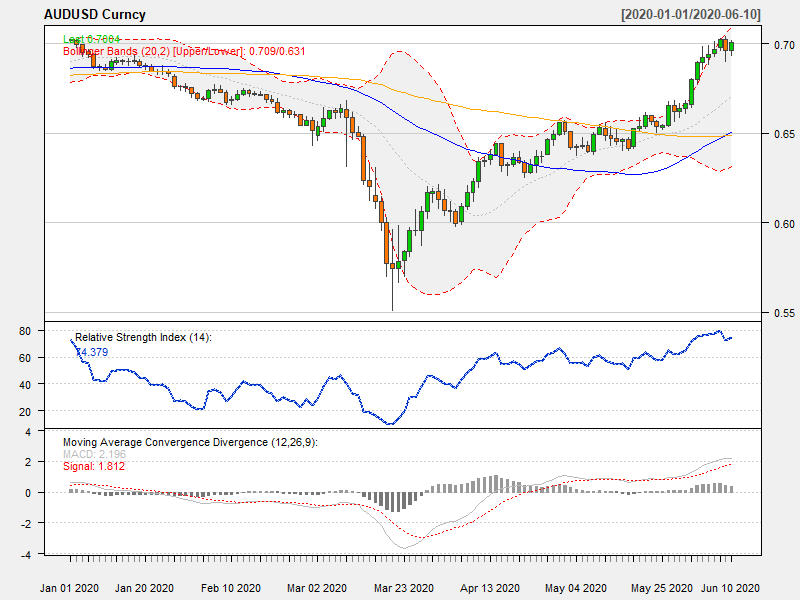 AUDUSD Curncy
[2020-01-01/2020-06-10]
Last 0.7004
Bollinger Bands (20,2) [Upper/Lower]: 0.709/0.631
0.70
0.65
0.60
0.55
Relative Strength Index (14):
74.379
80
60
40
20
Moving Average Convergence Divergence (12,26,9):
MACD: 2.196
Signal: 1.812
4
2
0
-2
-4
Jan 01 2020 Jan 20 2020 Feb 10 2020 Mar 02 2020 Mar 23 2020 Apr 13 2020 May 04 2020 May 25 2020 Jun 10 2020